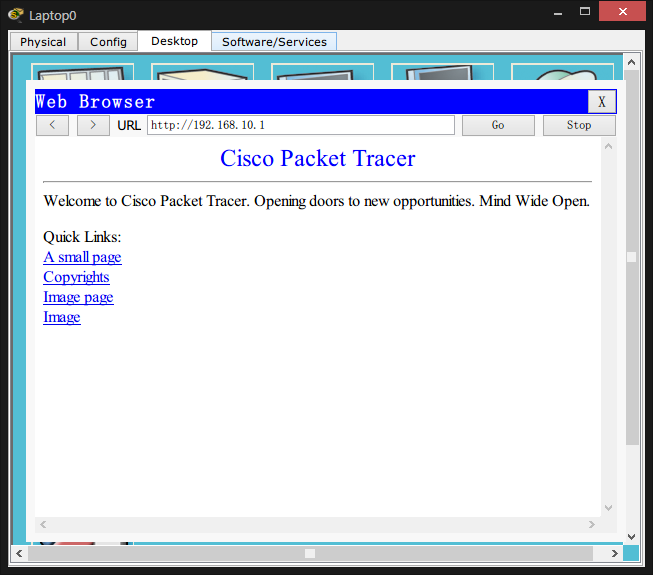 Laptop0
Physical Config Desktop Software/Services
Web Browser X
< > URL http://192.168.10.1 Go Stop
Cisco Packet Tracer
Welcome to Cisco Packet Tracer. Opening doors to new opportunities. Mind Wide Open.
Quick Links:
A small page
Copyrights
Image page
Image